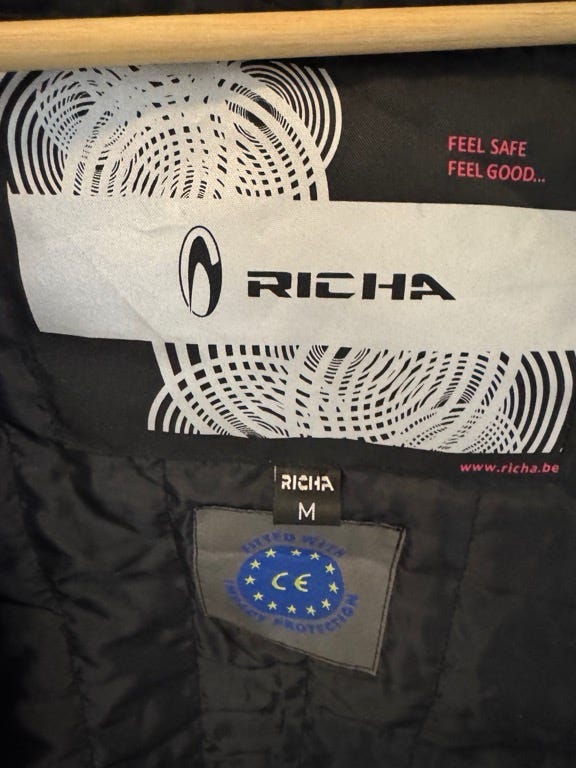 FEEL SAFE
FEEL GOOD...
RICHA
www.richa.be
RICHA
M
FITTED WITH
CE
IMPACT PROTECTION